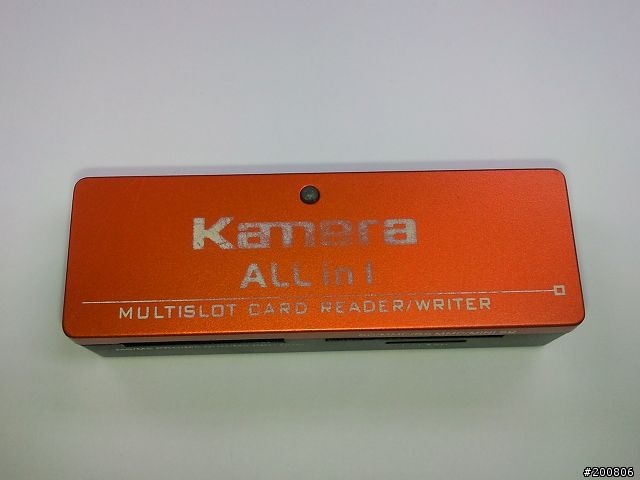 Kamera
ALL in 1
MULTISLOT CARD READER/WRITER
#200806